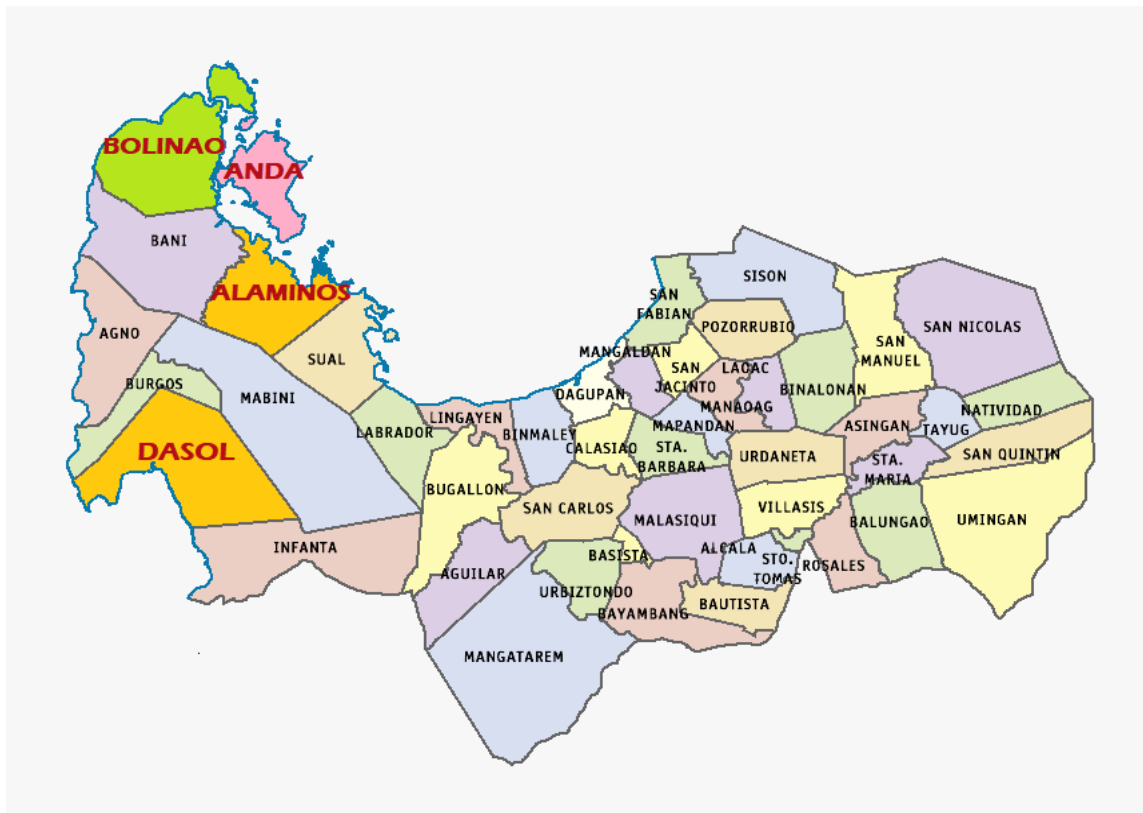 BOLINAO
ANDA
BANI
ALAMINOS
SISON
SAN
FABIAN
POZORRUBIO
SAN NICOLAS
AGNO
SUAL
SAN
MANUEL
MANGALDAN
SAN
JACINTO
LAOAC
BURGOS
MABINI
DAGUPAN
MANAOAG
BINALONAN
NATIVIDAD
LINGAYEN
LABRADOR
BINMALEY
MAPANDAN
ASINGAN
TAYUG
DASOL
CALASIAO
STA.
BARBARA
URDANETA
STA.
MARIA
SAN QUINTIN
BUGALLON
SAN CARLOS
MALASIQUI
VILLASIS
BALUNGAO
UMINGAN
INFANTA
BASISTA
ALCALA
STO.
TOMAS
ROSALES
AGUILAR
URBIZTONDO
BAYAMBANG
BAUTISTA
MANGATAREM